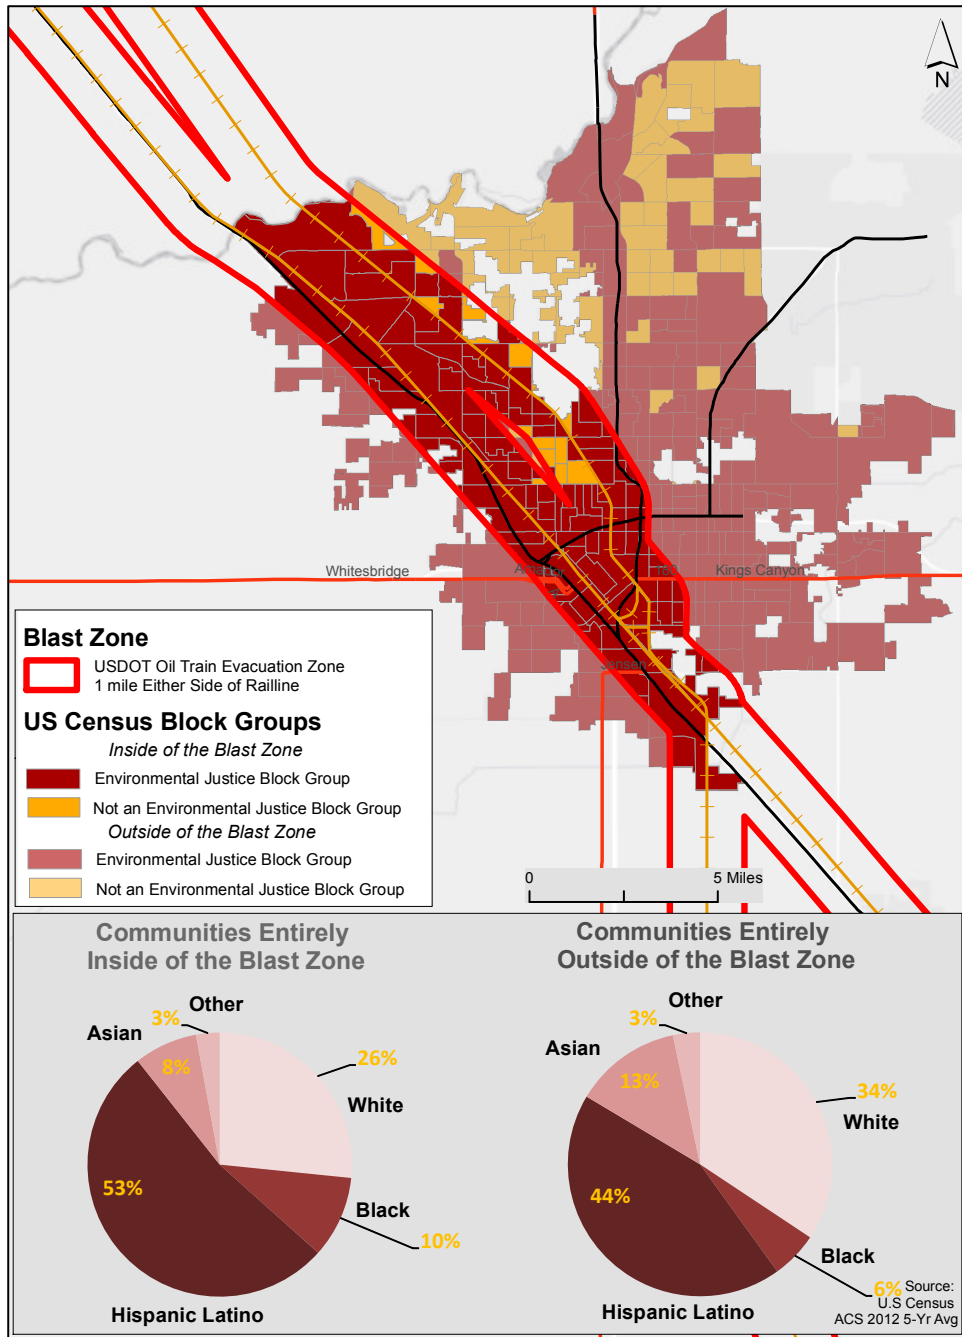 N
Whitesbridge
Kings Canyon
180
Jensen
Blast Zone
USDOT Oil Train Evacuation Zone
1 mile Either Side of Railline
US Census Block Groups
Inside of the Blast Zone
Environmental Justice Block Group
Not an Environmental Justice Block Group
Outside of the Blast Zone
Environmental Justice Block Group
Not an Environmental Justice Block Group
0
5 Miles
Communities Entirely
Inside of the Blast Zone
Other
3%
Asian
8%
26%
White
53%
Black
10%
Hispanic Latino
Communities Entirely
Outside of the Blast Zone
Other
3%
Asian
13%
34%
White
44%
Black
6%
Hispanic Latino
Source:
U.S Census
ACS 2012 5-Yr Avg